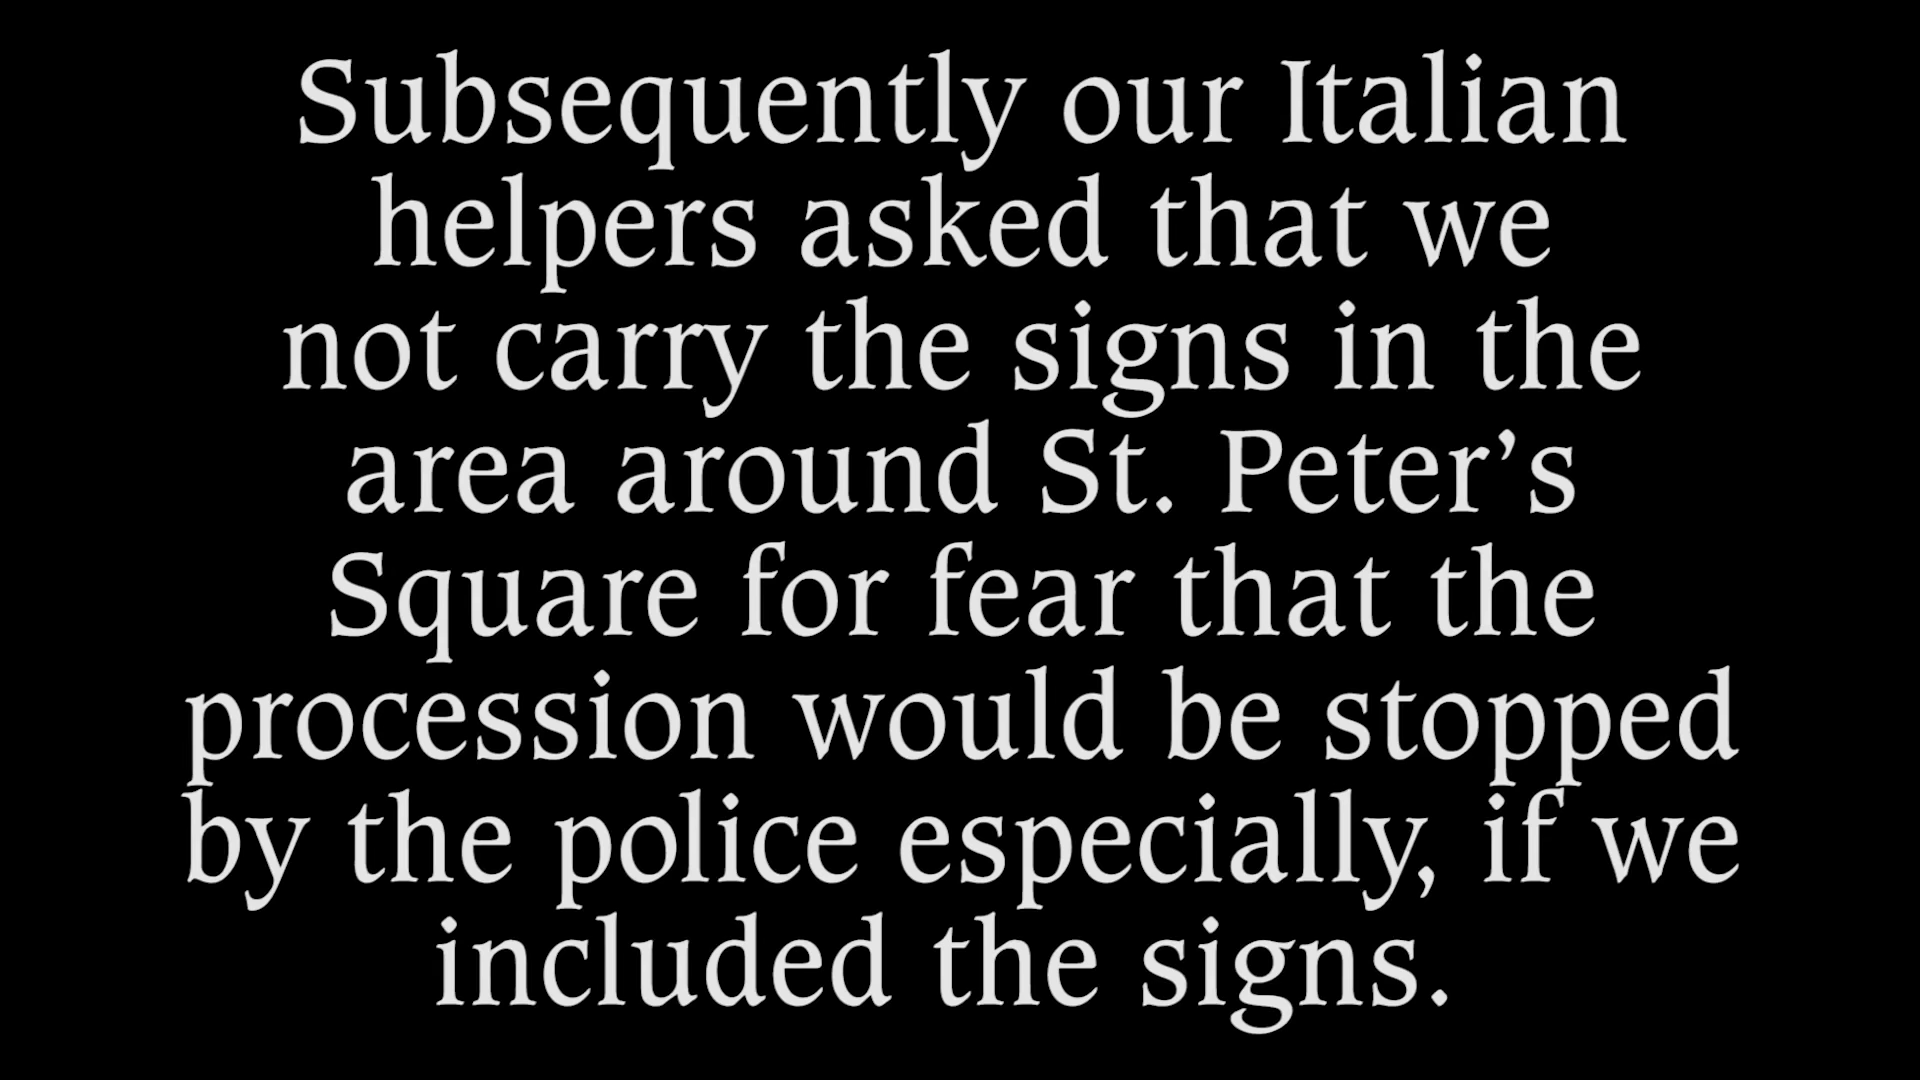 Subsequently our Italian
helpers asked that we
not carry the signs in the
area around St. Peter’s
Square for fear that the
procession would be stopped
by the police especially, if we
included the signs.